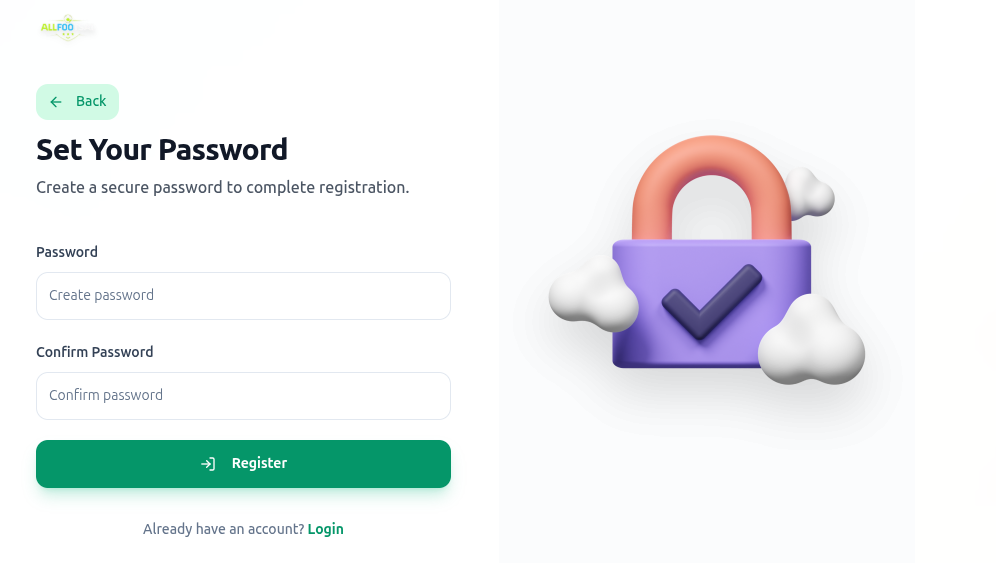 ALLFOO
Back
Set Your Password
Create a secure password to complete registration.
Password
Create password
Confirm Password
Confirm password
Register
Already have an account? Login